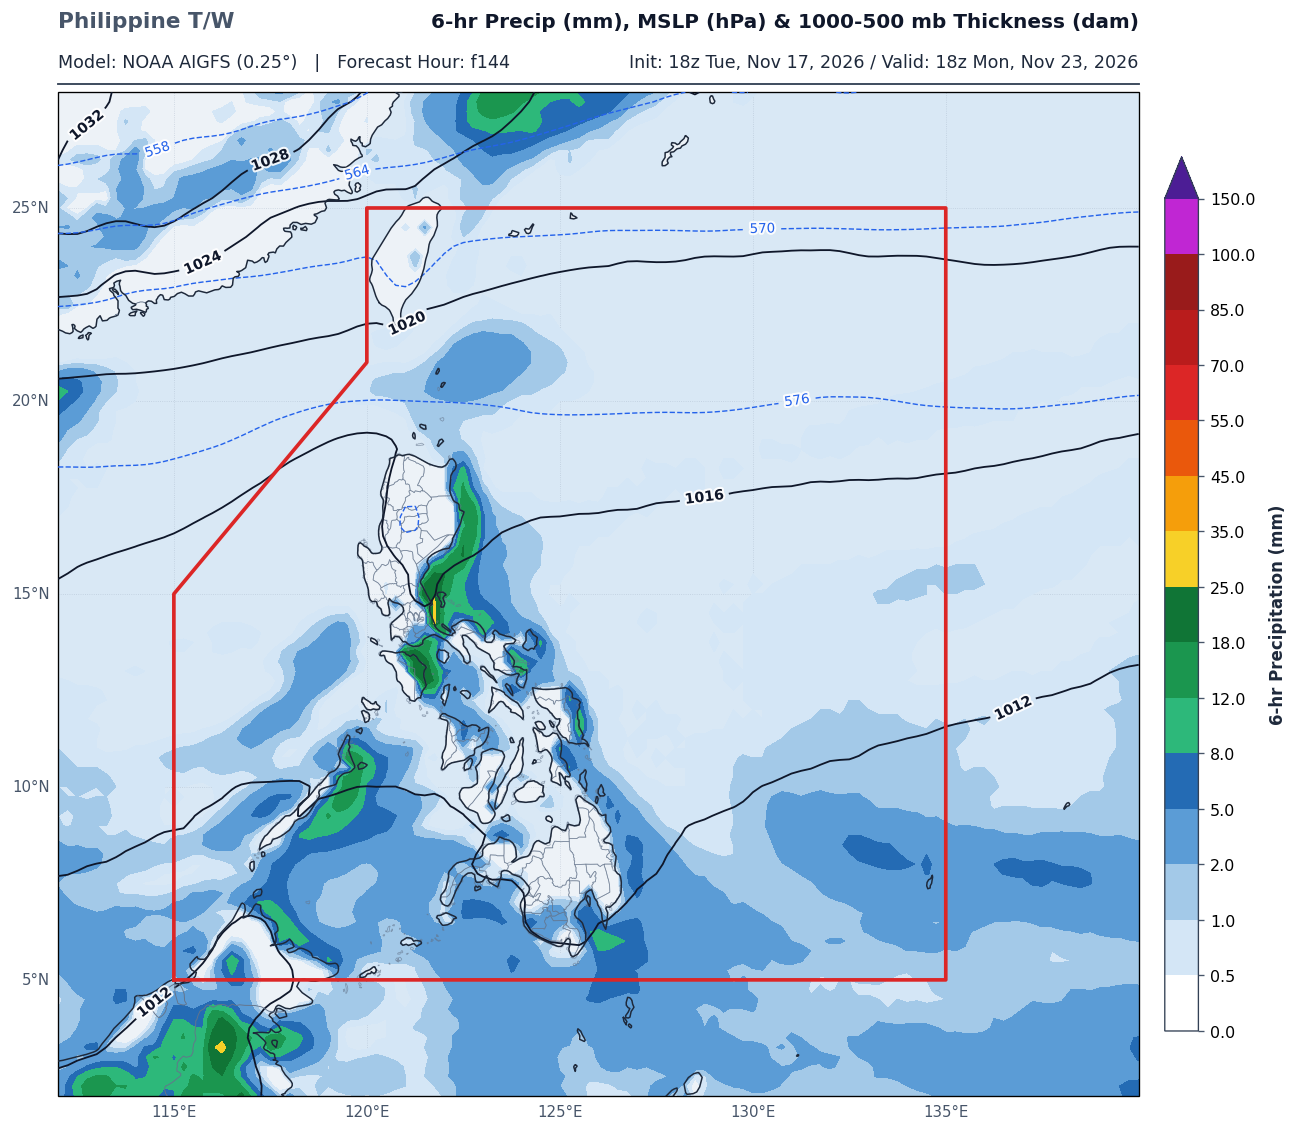 Philippine T/W
6-hr Precip (mm), MSLP (hPa) & 1000-500 mb Thickness (dam)
Model: NOAA AIGFS (0.25°) | Forecast Hour: f144
Init: 18z Tue, Nov 17, 2026 / Valid: 18z Mon, Nov 23, 2026
1032
558
1028
564
1024
570
1020
576
1016
1012
1012
25°N
20°N
15°N
10°N
5°N
115°E
120°E
125°E
130°E
135°E
150.0
100.0
85.0
70.0
55.0
45.0
35.0
25.0
18.0
12.0
8.0
5.0
2.0
1.0
0.5
0.0
6-hr Precipitation (mm)